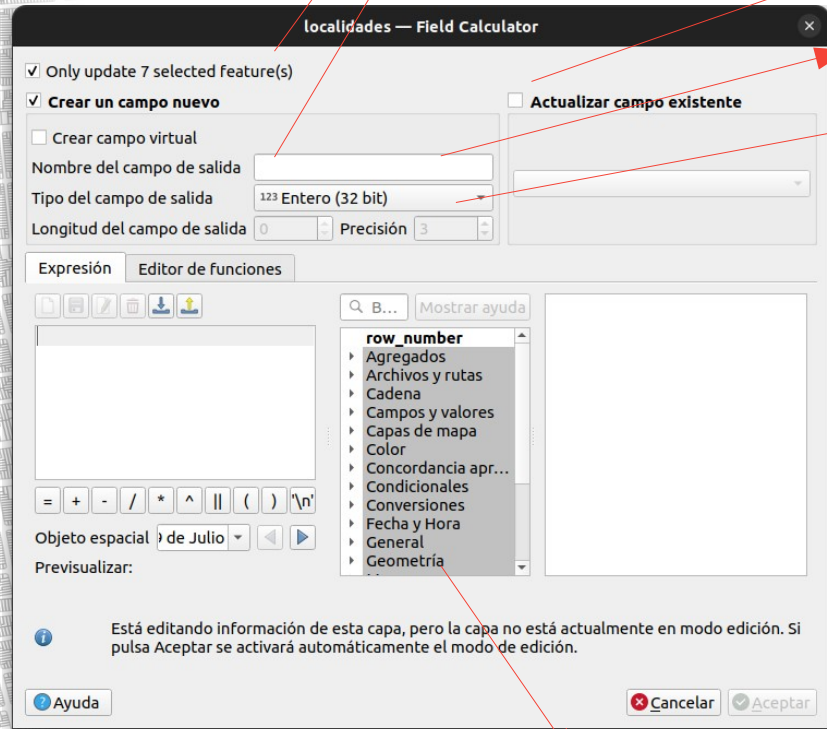 localidades — Field Calculator
Only update 7 selected feature(s)
Crear un campo nuevo
Actualizar campo existente
Crear campo virtual
Nombre del campo de salida
Tipo del campo de salida 123 Entero (32 bit)
Longitud del campo de salida 0 Precisión 3
Expresión Editor de funciones
B... Mostrar ayuda
row_number
Agregados
Archivos y rutas
Cadena
Campos y valores
Capas de mapa
Color
Concordancia apr...
Condicionales
Conversiones
Fecha y Hora
General
Geometría
= + - / * ^ || ( ) '\n'
Objeto espacial 9 de Julio
Previsualizar:
Está editando información de esta capa, pero la capa no está actualmente en modo edición. Si
pulsa Aceptar se activará automáticamente el modo de edición.
Ayuda
Cancelar Aceptar